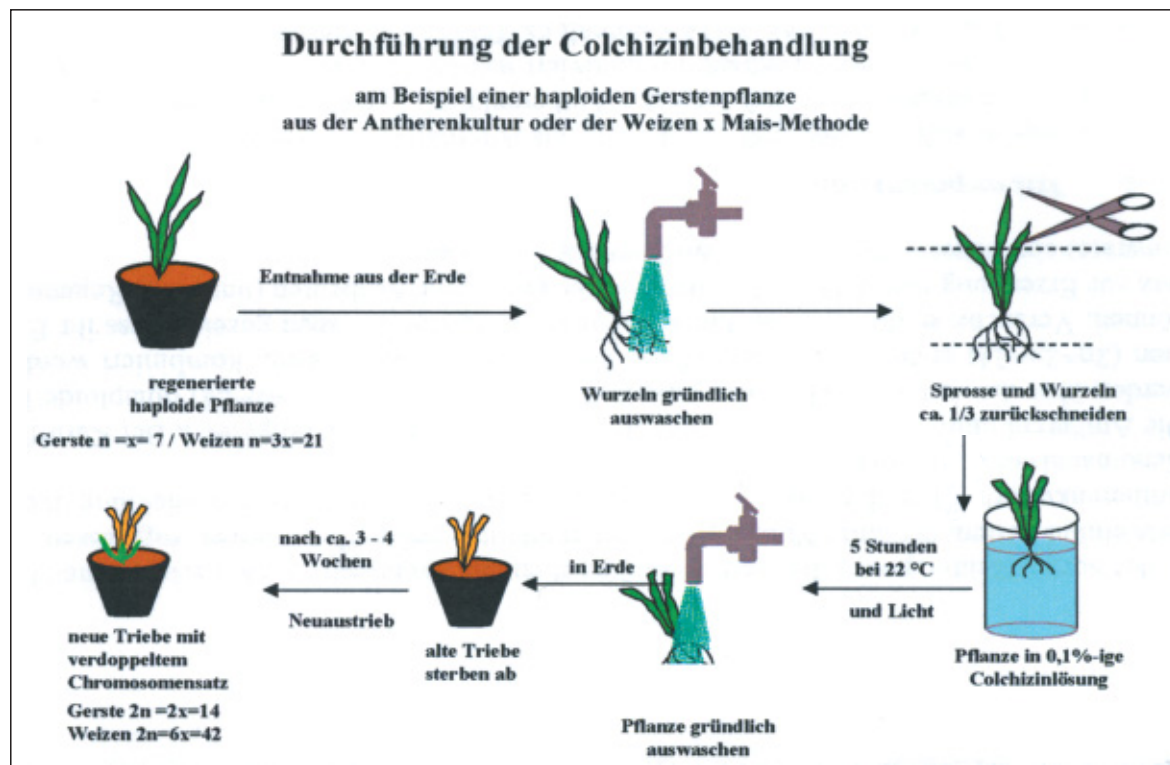 Durchführung der Colchizinbehandlung
am Beispiel einer haploiden Gerstenpflanze
aus der Antherenkultur oder der Weizen x Mais-Methode
Entnahme aus der Erde
regenerierte
haploide Pflanze
Gerste n =x= 7 / Weizen n=3x=21
Wurzeln gründlich
auswaschen
Sprosse und Wurzeln
ca. 1/3 zurückschneiden
Pflanze in 0,1%-ige
Colchizinlösung
5 Stunden
bei 22 °C
und Licht
Pflanze gründlich
auswaschen
in Erde
alte Triebe
sterben ab
nach ca. 3 - 4
Wochen
Neuaustrieb
neue Triebe mit
verdoppeltem
Chromosomensatz
Gerste 2n =2x=14
Weizen 2n=6x=42